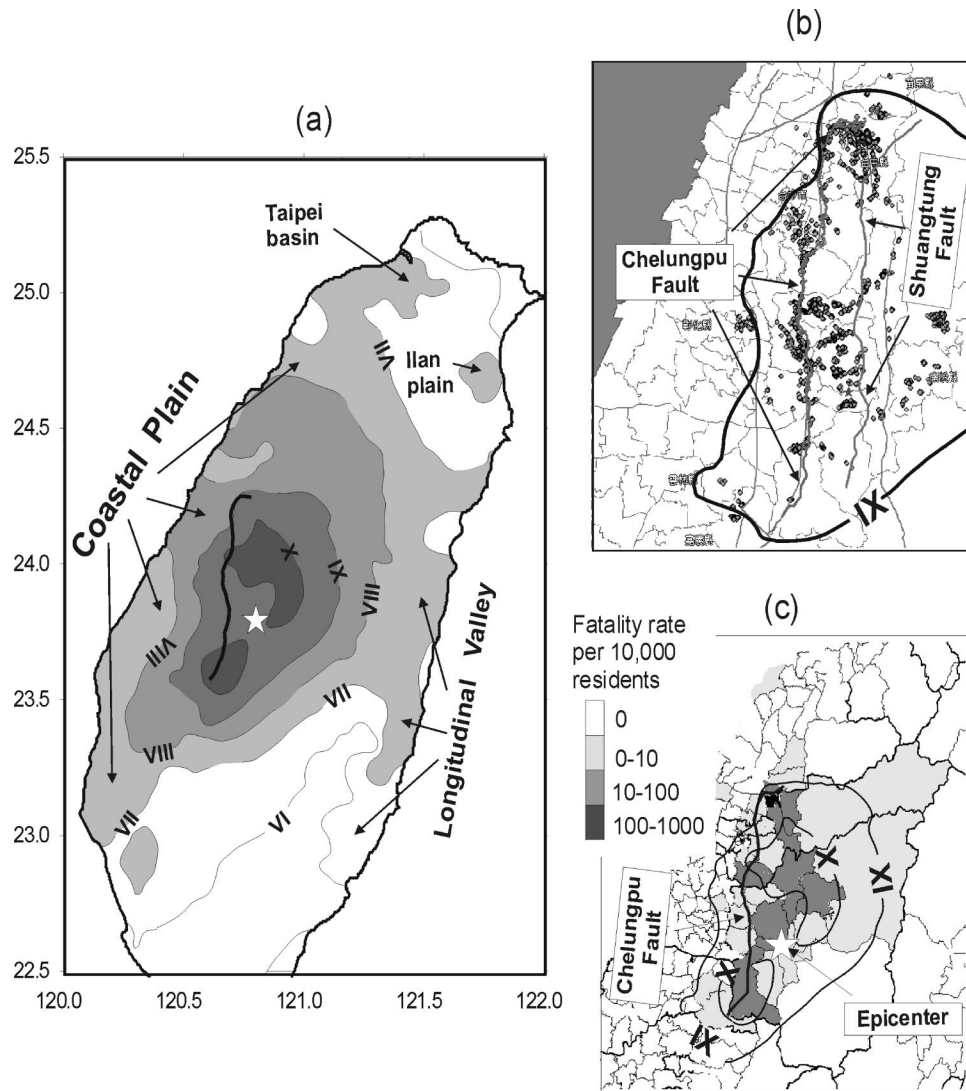 (a)
25.5
25.0
24.5
24.0
23.5
23.0
22.5
120.0
120.5
121.0
121.5
122.0
Taipei
basin
VII
Ilan
plain
Coastal Plain
X
IX
VIII
VIII
VII
VIII
VII
VI
Longitudinal Valley
(b)
Chelungpu
Fault
Shuangtung
Fault
彰化縣
IX
(c)
Fatality rate
per 10,000
residents
0
0-10
10-100
100-1000
X
IX
Chelungpu
Fault
X
IX
Epicenter